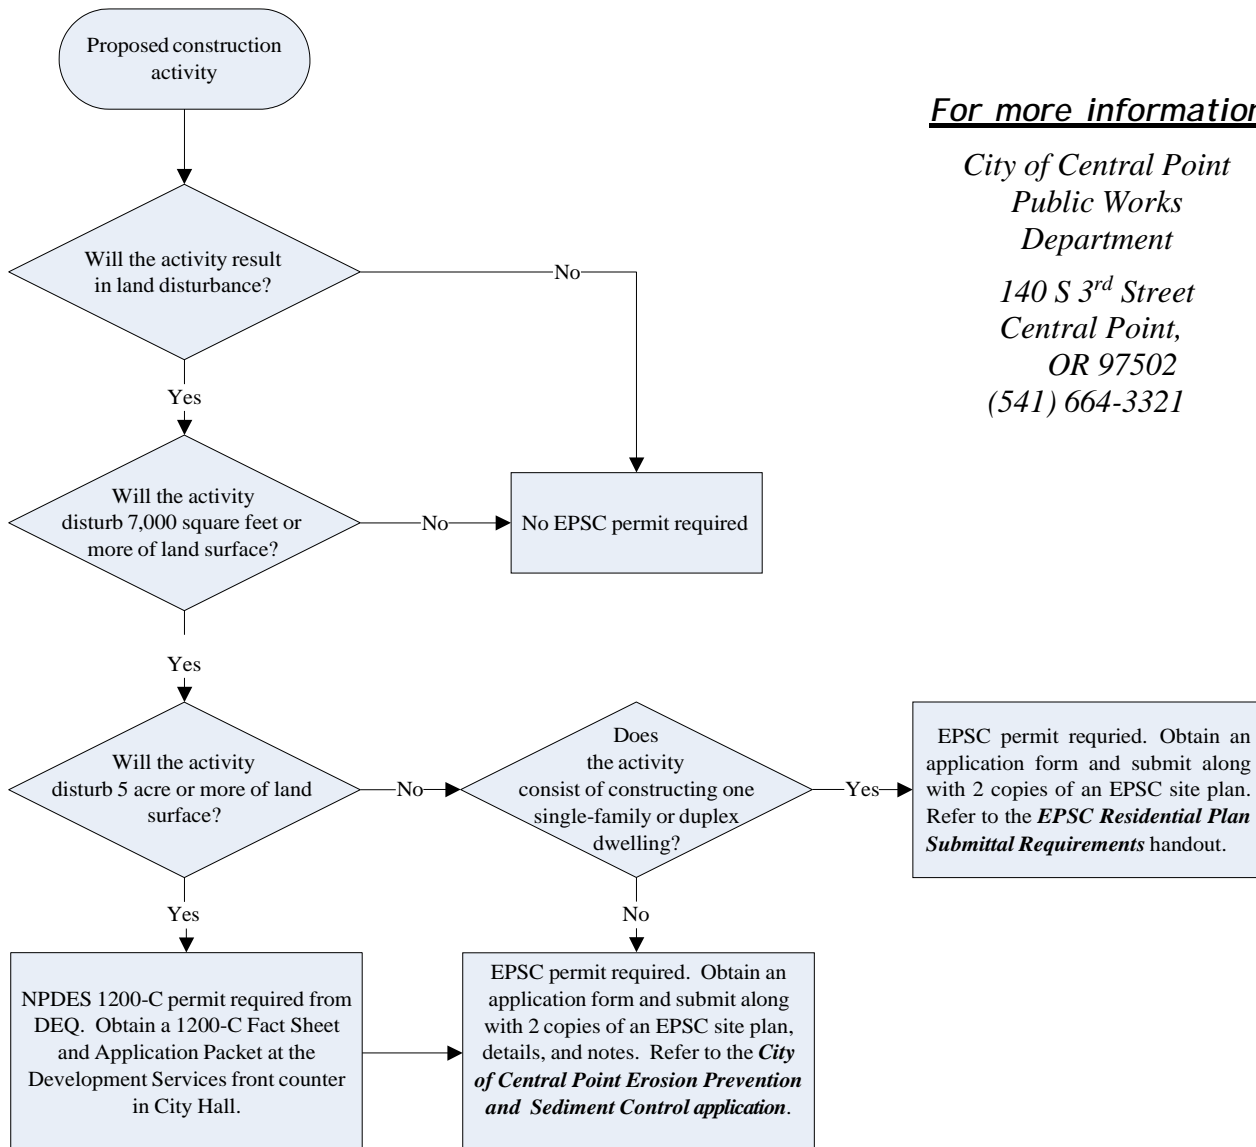 Proposed construction
activity
For more information
City of Central Point
Public Works
Department
140 S 3rd Street
Central Point,
OR 97502
(541) 664-3321
Will the activity result
in land disturbance?
No
Yes
Will the activity
disturb 7,000 square feet or
more of land surface?
No
No EPSC permit required
Yes
Will the activity
disturb 5 acre or more of land
surface?
No
Does
the activity
consist of constructing one
single-family or duplex
dwelling?
Yes
EPSC permit requried. Obtain an
application form and submit along
with 2 copies of an EPSC site plan.
Refer to the EPSC Residential Plan
Submittal Requirements handout.
Yes
No
NPDES 1200-C permit required from
DEQ. Obtain a 1200-C Fact Sheet
and Application Packet at the
Development Services front counter
in City Hall.
EPSC permit required. Obtain an
application form and submit along
with 2 copies of an EPSC site plan,
details, and notes. Refer to the City
of Central Point Erosion Prevention
and Sediment Control application.